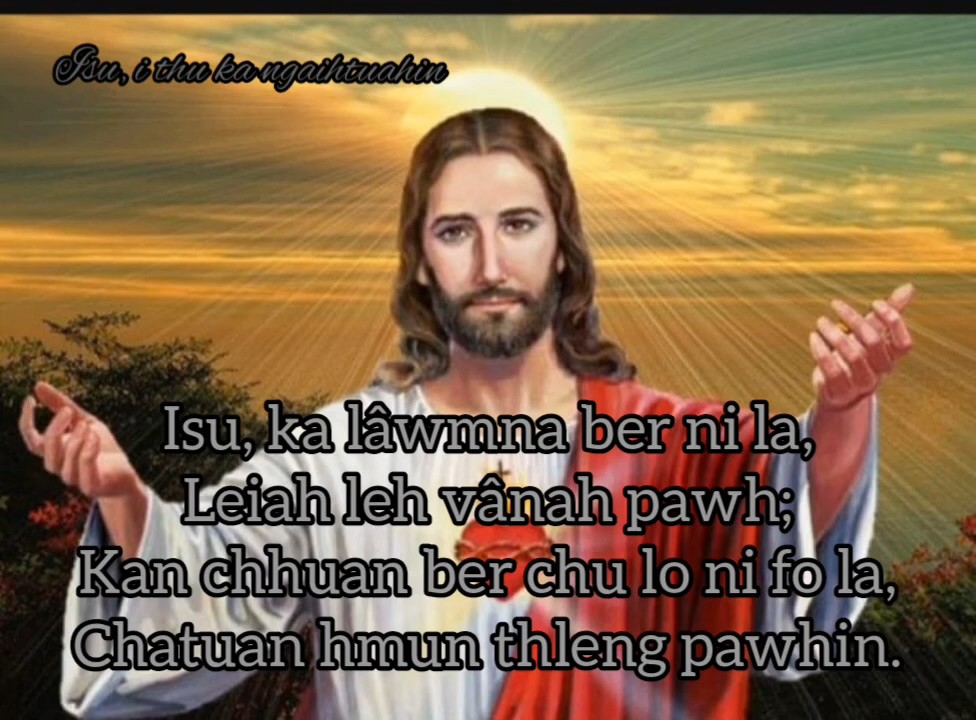 Isu, i thu ka ngaihtuahin
Isu, ka lâwmna ber ni la,
Leiah leh vânah pawh;
Kan chhuan ber chu lo ni fo la,
Chatuan hmun thleng pawhin.